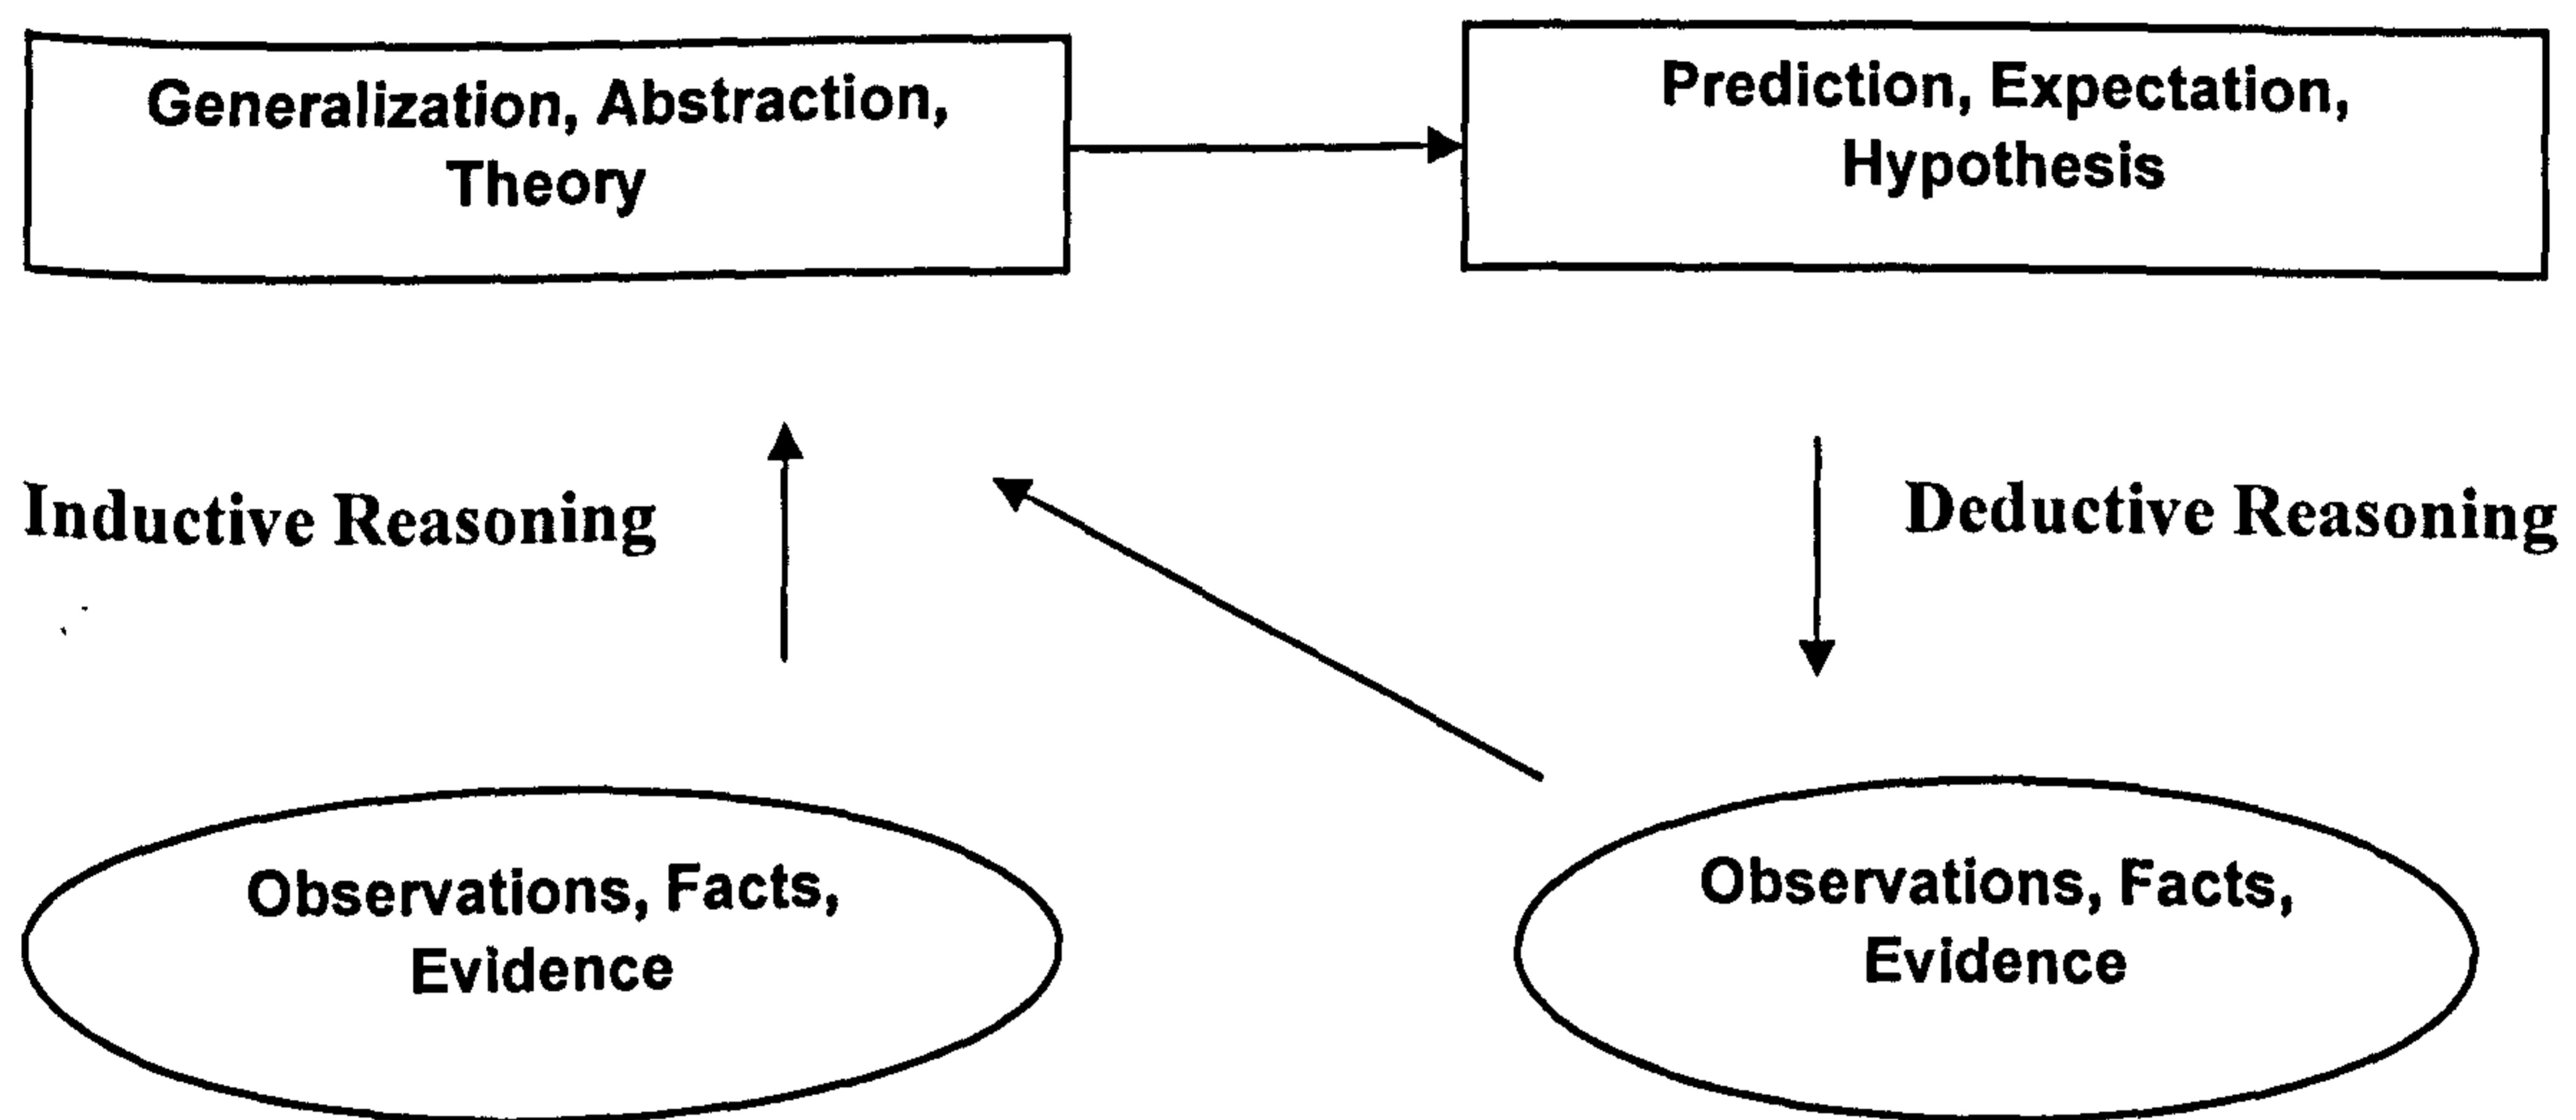 Generalization, Abstraction,
Theory
Prediction, Expectation,
Hypothesis
Inductive Reasoning
Deductive Reasoning
Observations, Facts,
Evidence
Observations, Facts,
Evidence